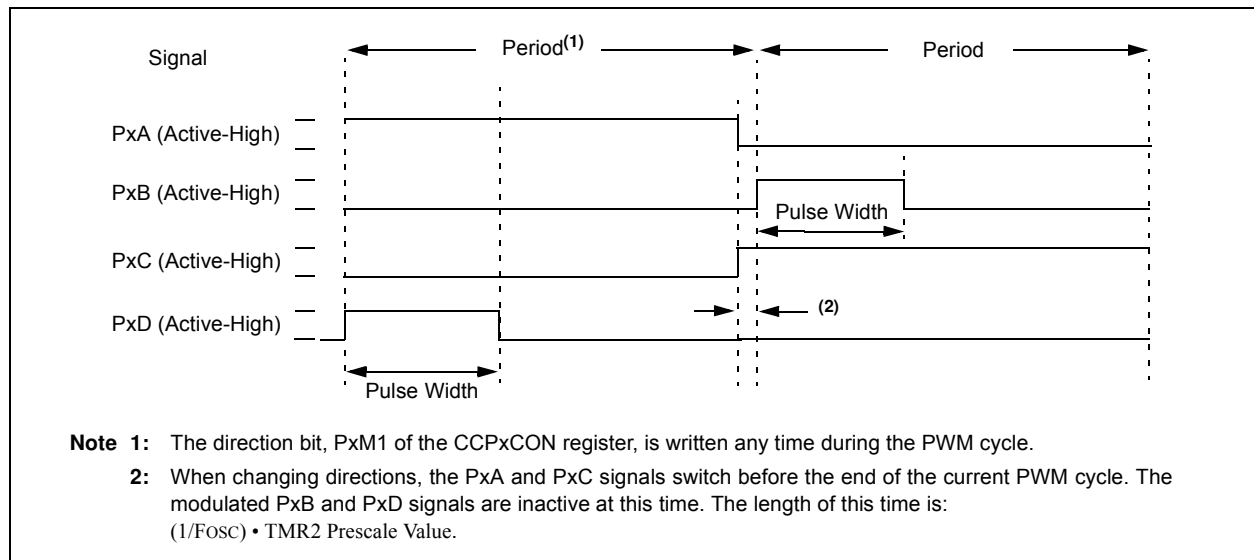 Signal
Period(1)
Period
PxA (Active-High)
PxB (Active-High)
Pulse Width
PxC (Active-High)
(2)
PxD (Active-High)
Pulse Width
Note 1: The direction bit, PxM1 of the CCPxCON register, is written any time during the PWM cycle.
2: When changing directions, the PxA and PxC signals switch before the end of the current PWM cycle. The
modulated PxB and PxD signals are inactive at this time. The length of this time is:
(1/FOSC) • TMR2 Prescale Value.